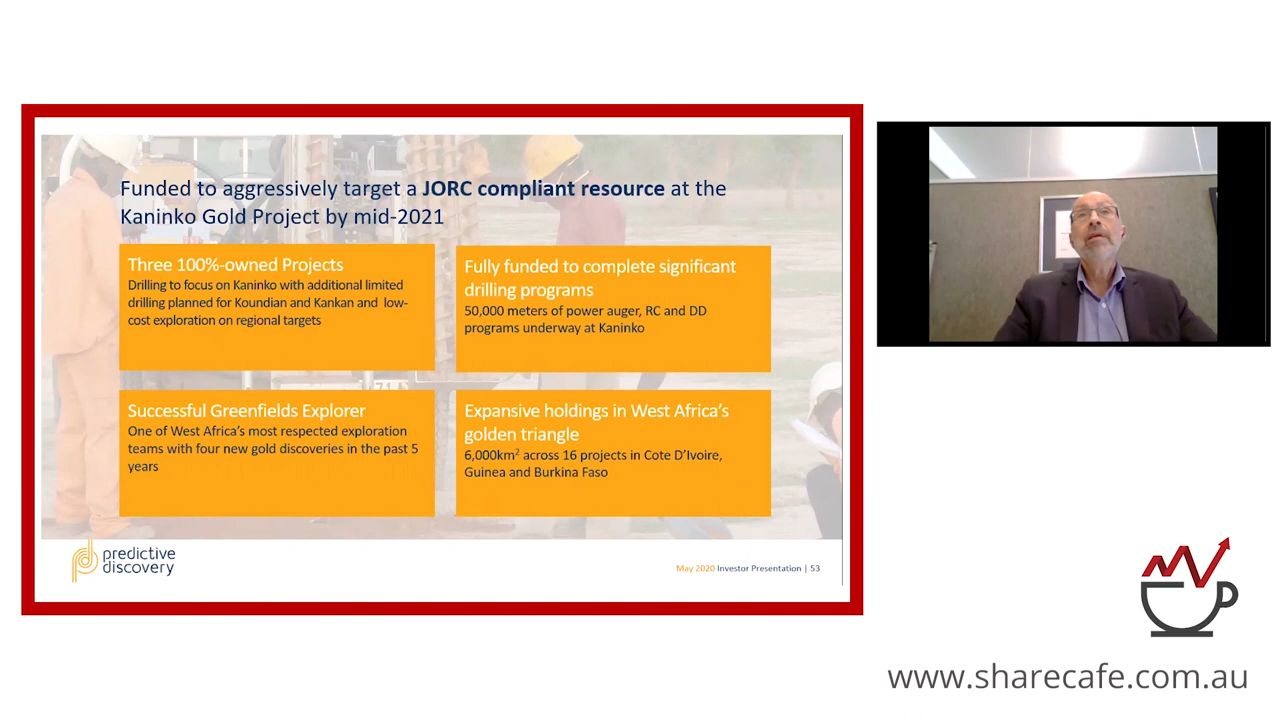 Funded to aggressively target a JORC compliant resource at the
Kaninko Gold Project by mid-2021
Three 100%-owned Projects
Drilling to focus on Kaninko with additional limited
drilling planned for Koundian and Kankan and low-
cost exploration on regional targets
Fully funded to complete significant
drilling programs
50,000 meters of power auger, RC and DD
programs underway at Kaninko
Successful Greenfields Explorer
One of West Africa's most respected exploration
teams with four new gold discoveries in the past 5
years
Expansive holdings in West Africa's
golden triangle
6,000km² across 16 projects in Cote D'Ivoire,
Guinea and Burkina Faso
predictive
discovery
May 2020 Investor Presentation | 53
www.sharecafe.com.au